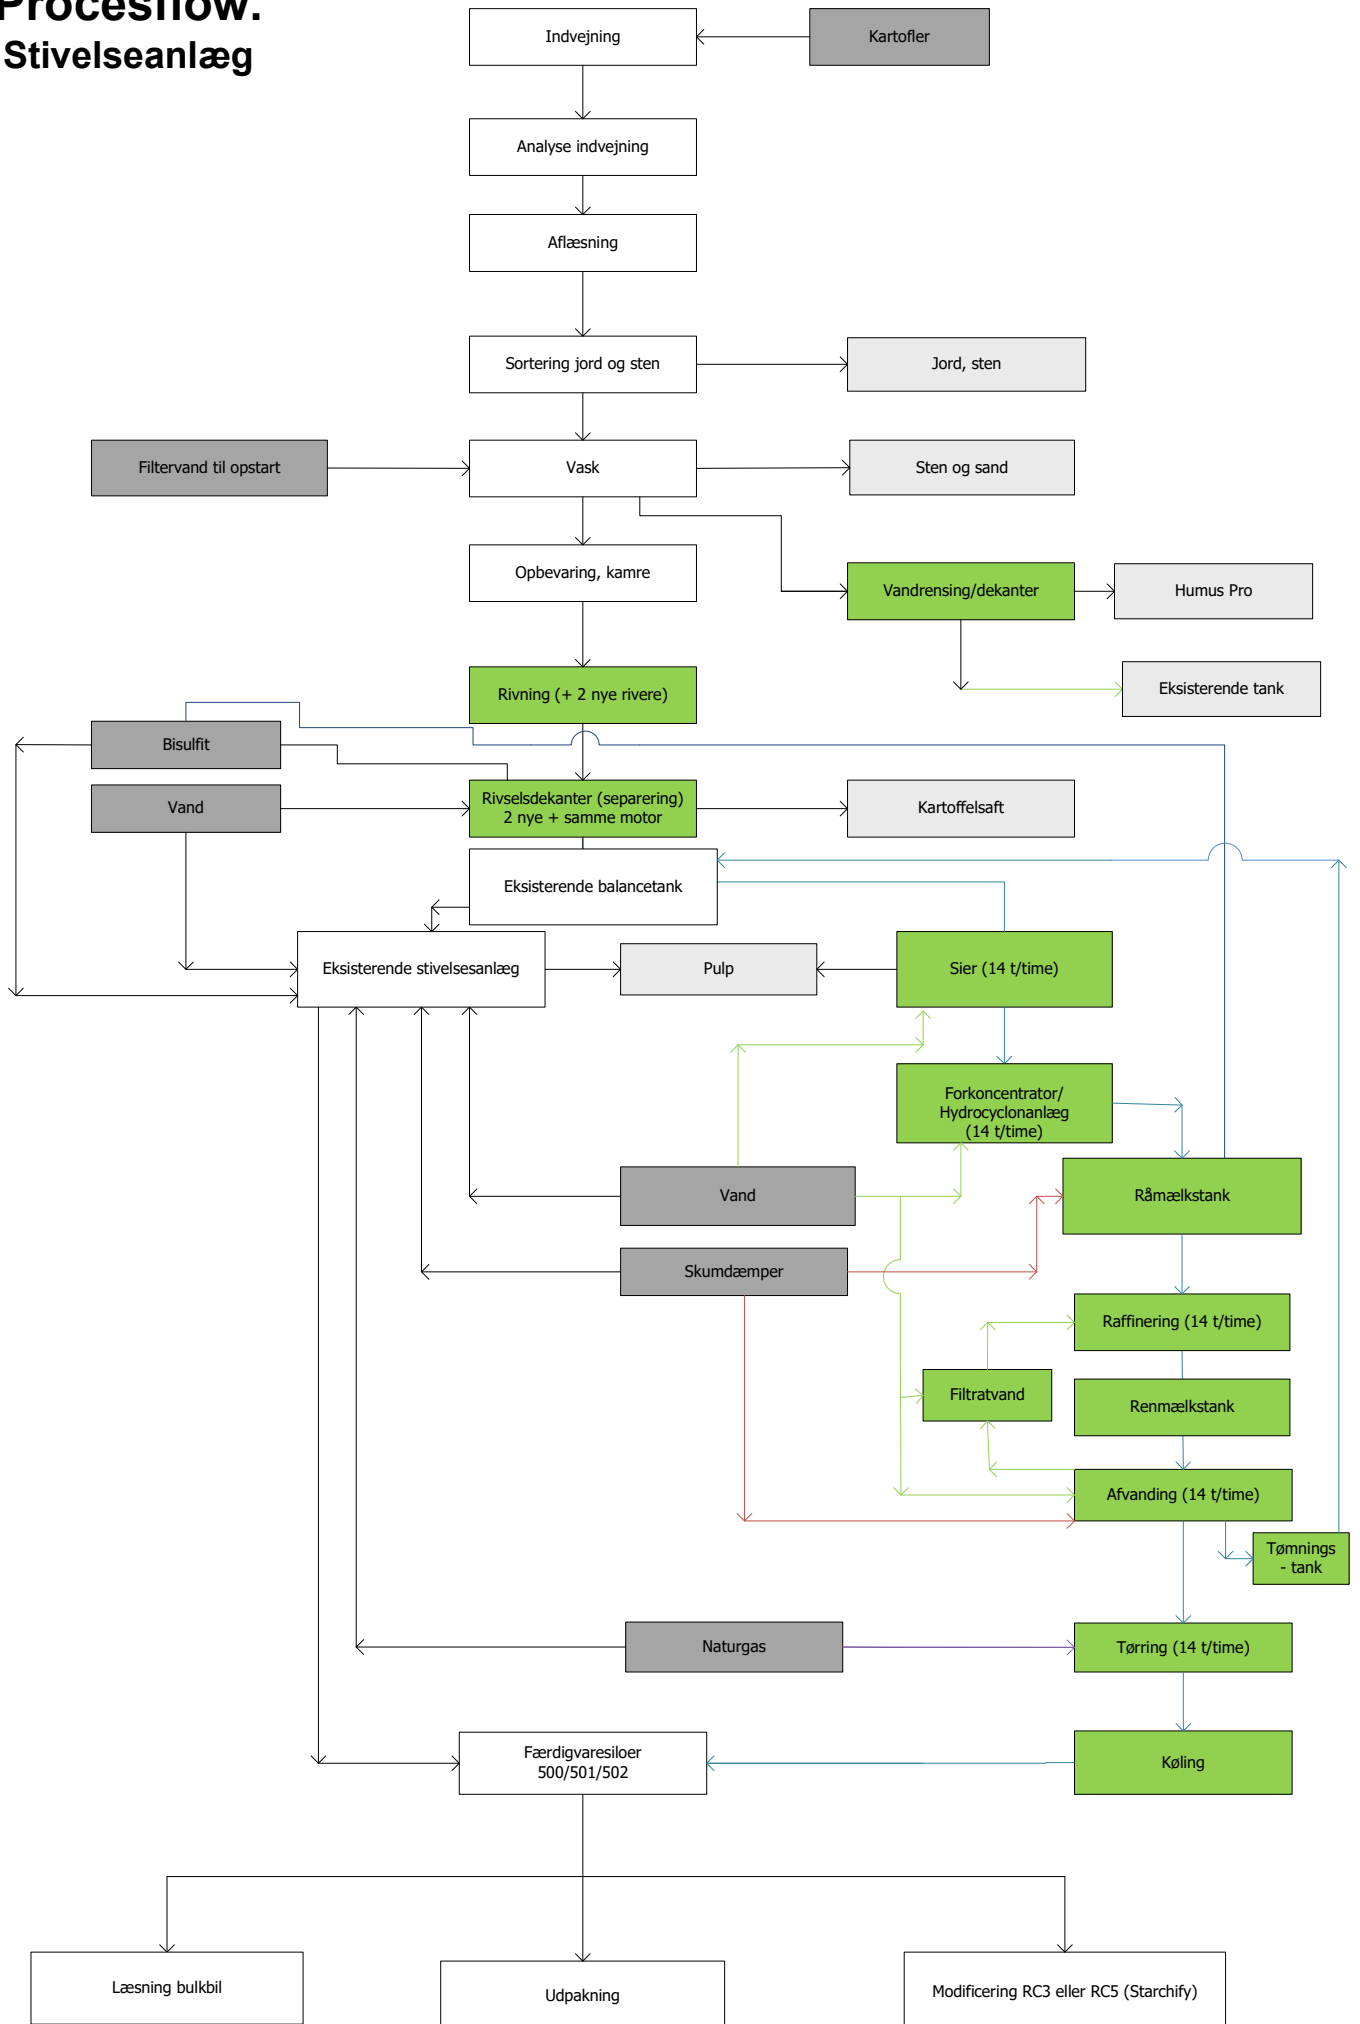 Procesflow.
Stivelseanlæg
Indvejning
Kartofler
Analyse indvejning
Aflæsning
Sortering jord og sten
Jord, sten
Filtervand til opstart
Vask
Sten og sand
Opbevaring, kamre
Vandrensing/dekanter
Humus Pro
Rivning (+ 2 nye rivere)
Eksisterende tank
Bisulfit
Vand
Rivselsdekanter (separering)
2 nye + samme motor
Kartoffelsaft
Eksisterende balancetank
Eksisterende stivelsesanlæg
Pulp
Sier (14 t/time)
Forkoncentrator/
Hydrocyclonanlæg
(14 t/time)
Vand
Råmælkstank
Skumdæmper
Raffinering (14 t/time)
Filtratvand
Renmælkstank
Afvanding (14 t/time)
Tømnings
- tank
Naturgas
Tørring (14 t/time)
Færdigvaresiloer
500/501/502
Køling
Læsning bulkbil
Udpakning
Modificering RC3 eller RC5 (Starchify)